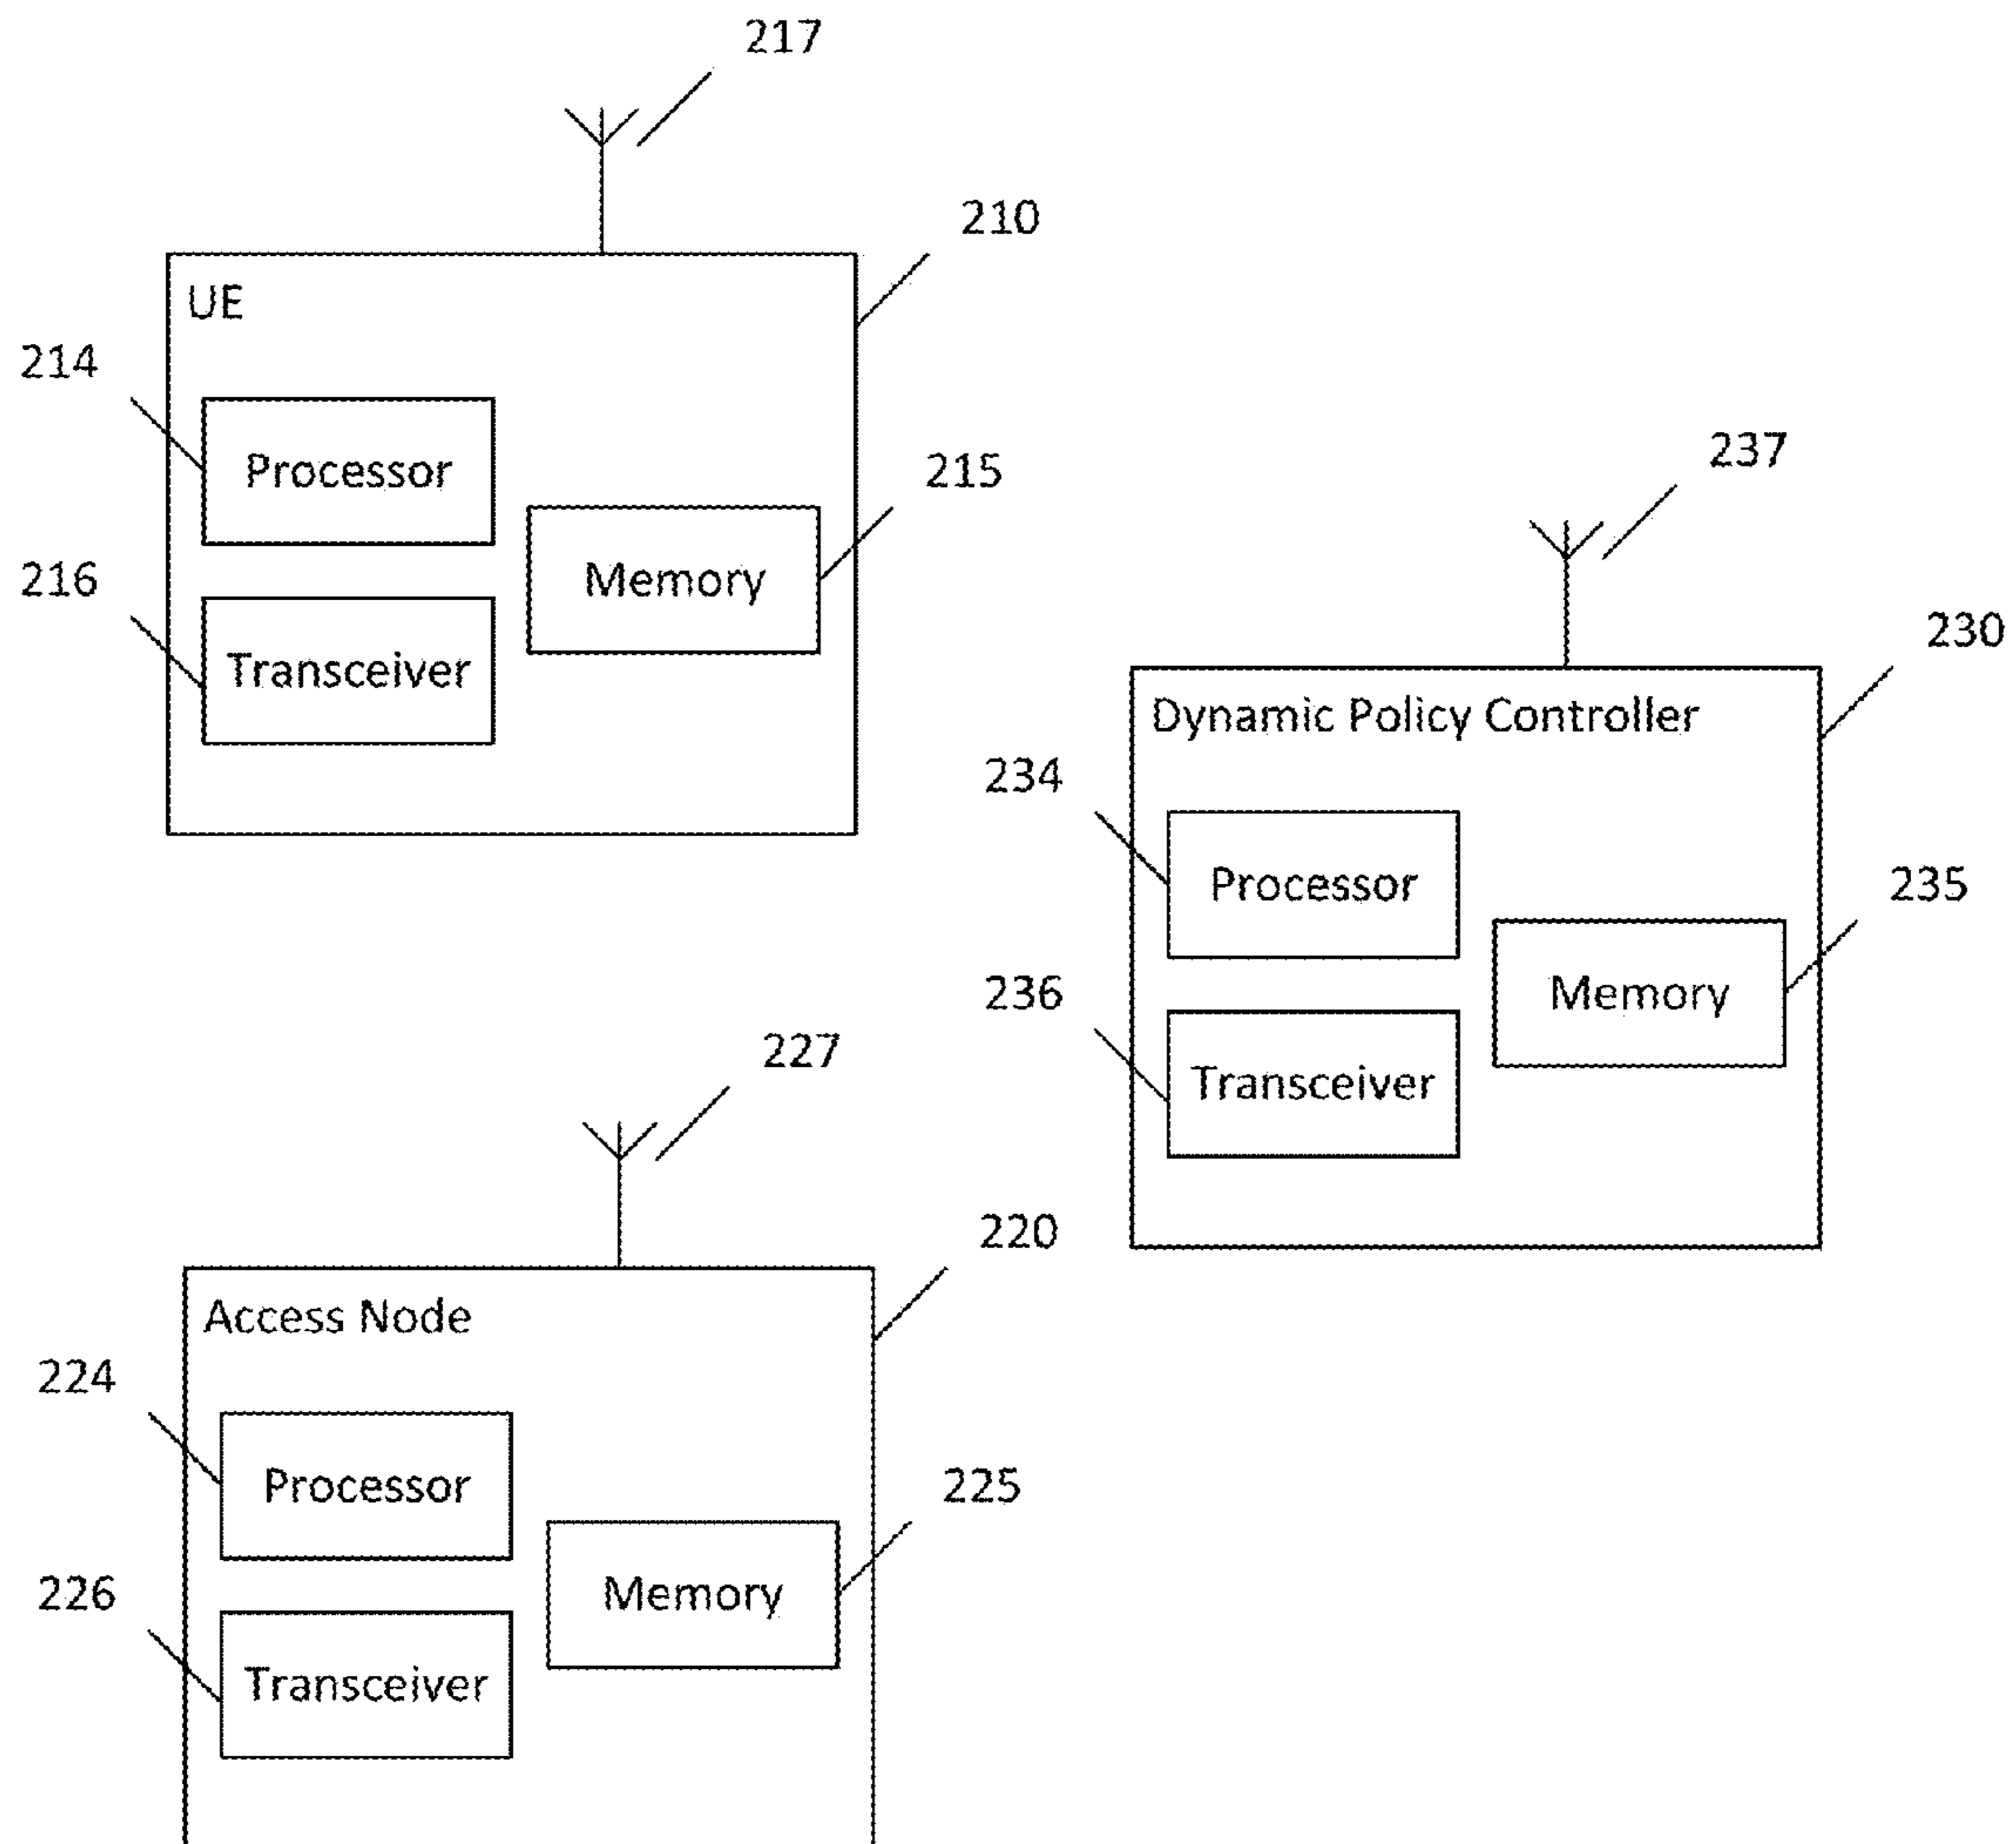 217
210
UE
214
Processor
215
Memory
216
Transceiver
237
230
Dynamic Policy Controller
234
Processor
235
Memory
236
Transceiver
227
220
Access Node
224
Processor
225
Memory
226
Transceiver